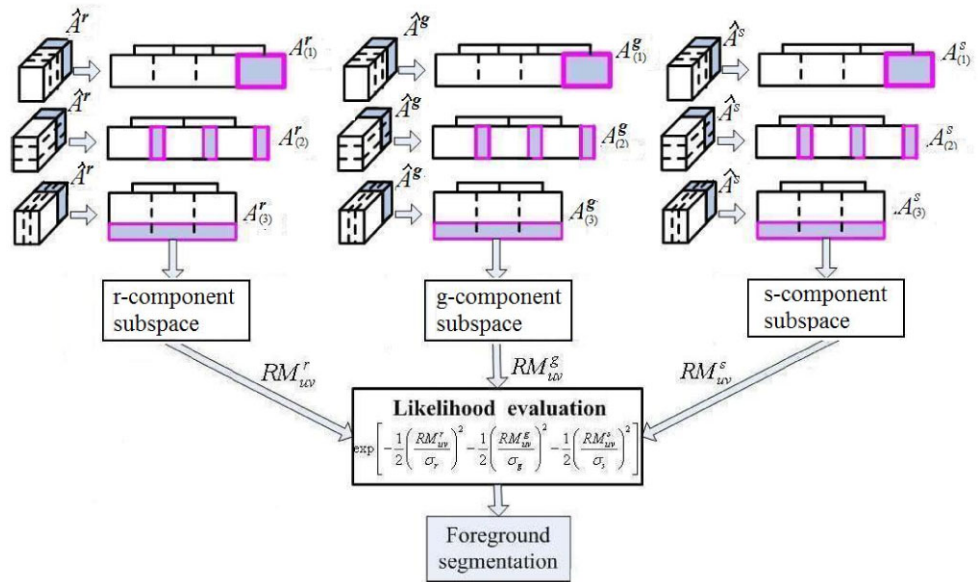 Â^r A^r_(1) Â^g A^g_(1) Â^s A^s_(1)
Â^r A^r_(2) Â^g A^g_(2) Â^s .A^s_(2)
Â^r A^r_(3) Â^g A^g_(3) Â^s .A^s_(3)
r-component
subspace
g-component
subspace
s-component
subspace
RM^r_uv RM^g_uv RM^s_uv
Likelihood evaluation
exp[-1/2(RM^r_uv/σ_r)^2-1/2(RM^g_uv/σ_g)^2-1/2(RM^s_uv/σ_s)^2]
Foreground
segmentation